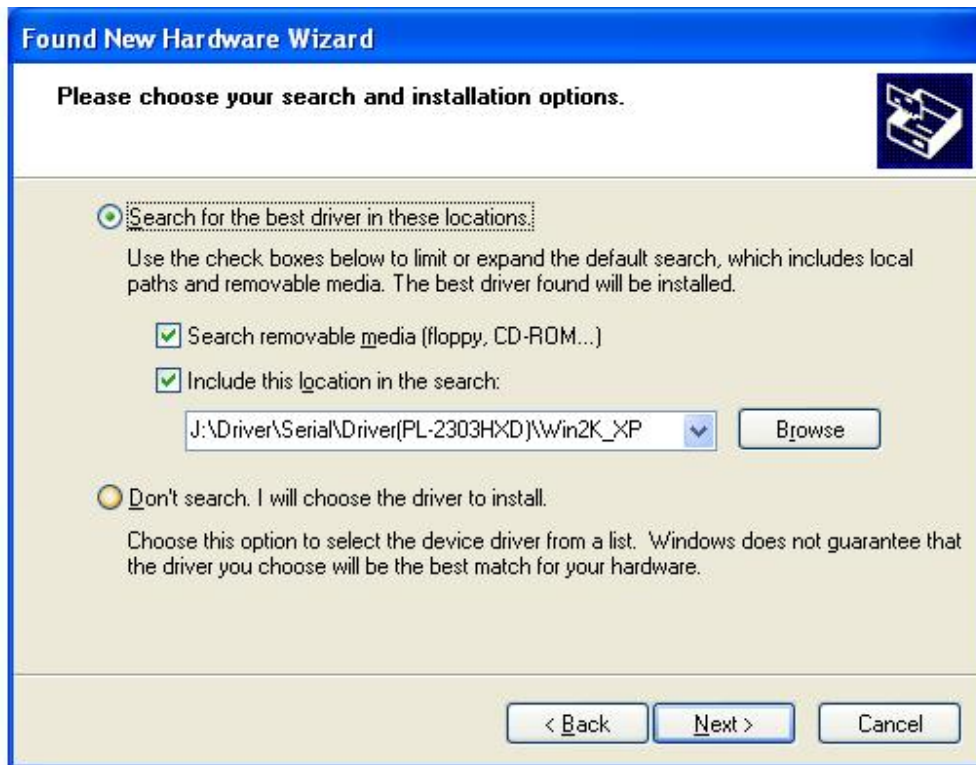 Found New Hardware Wizard
Please choose your search and installation options.
Search for the best driver in these locations.
Use the check boxes below to limit or expand the default search, which includes local
paths and removable media. The best driver found will be installed.
Search removable media (floppy, CD-ROM...)
Include this location in the search:
J:\Driver\Serial\Driver(PL-2303HXD)\Win2K_XP
Browse
Don't search. I will choose the driver to install.
Choose this option to select the device driver from a list. Windows does not guarantee that
the driver you choose will be the best match for your hardware.
< Back
Next >
Cancel